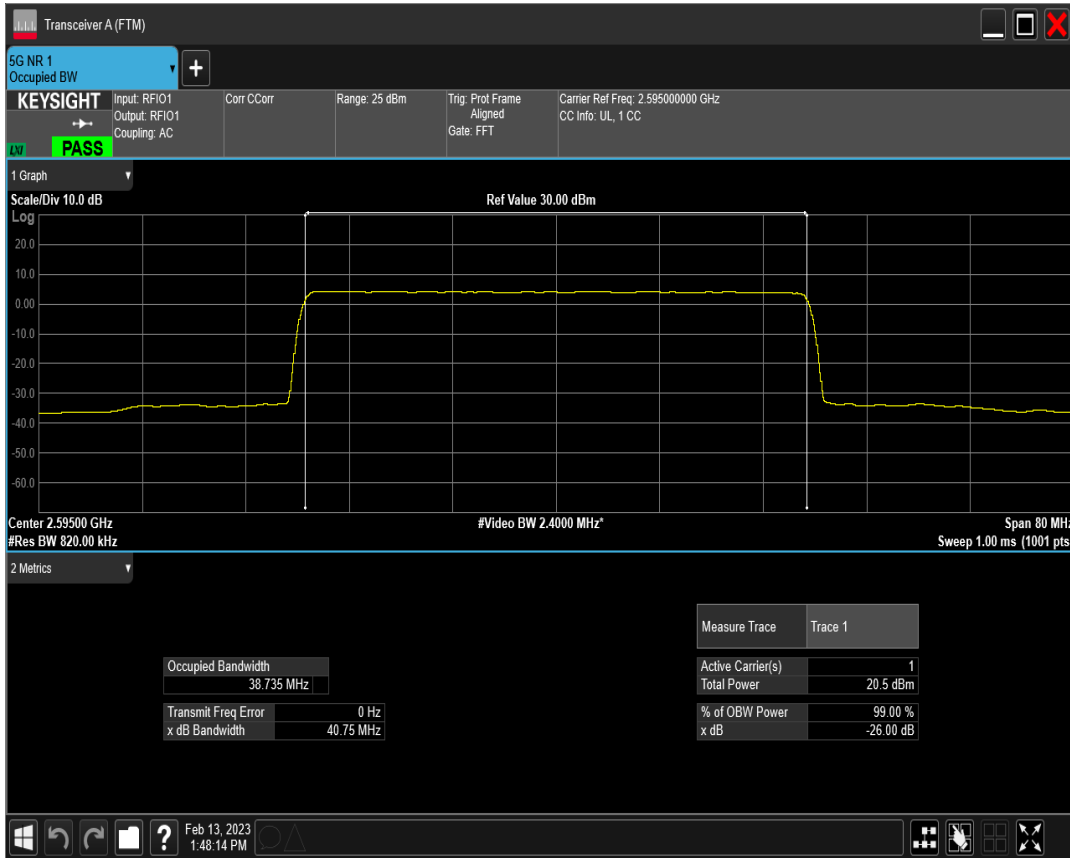 Transceiver A (FTM)
5G NR 1
Occupied BW
+
KEYSIGHT
LXI
PASS
Input: RFIO1
Output: RFIO1
Coupling: AC
Corr CCorr
Range: 25 dBm
Trig: Prot Frame
Aligned
Gate: FFT
Carrier Ref Freq: 2.595000000 GHz
CC Info: UL, 1 CC
1 Graph
Scale/Div 10.0 dB
Ref Value 30.00 dBm
Log
20.0
10.0
0.00
-10.0
-20.0
-30.0
-40.0
-50.0
-60.0
Center 2.59500 GHz
#Video BW 2.4000 MHz*
Span 80 MHz
#Res BW 820.00 kHz
Sweep 1.00 ms (1001 pts
2 Metrics
Measure Trace Trace 1
Occupied Bandwidth
38.735 MHz
Active Carrier(s) 1
Total Power 20.5 dBm
Transmit Freq Error 0 Hz
x dB Bandwidth 40.75 MHz
% of OBW Power 99.00 %
x dB -26.00 dB
?
Feb 13, 2023
1:48:14 PM